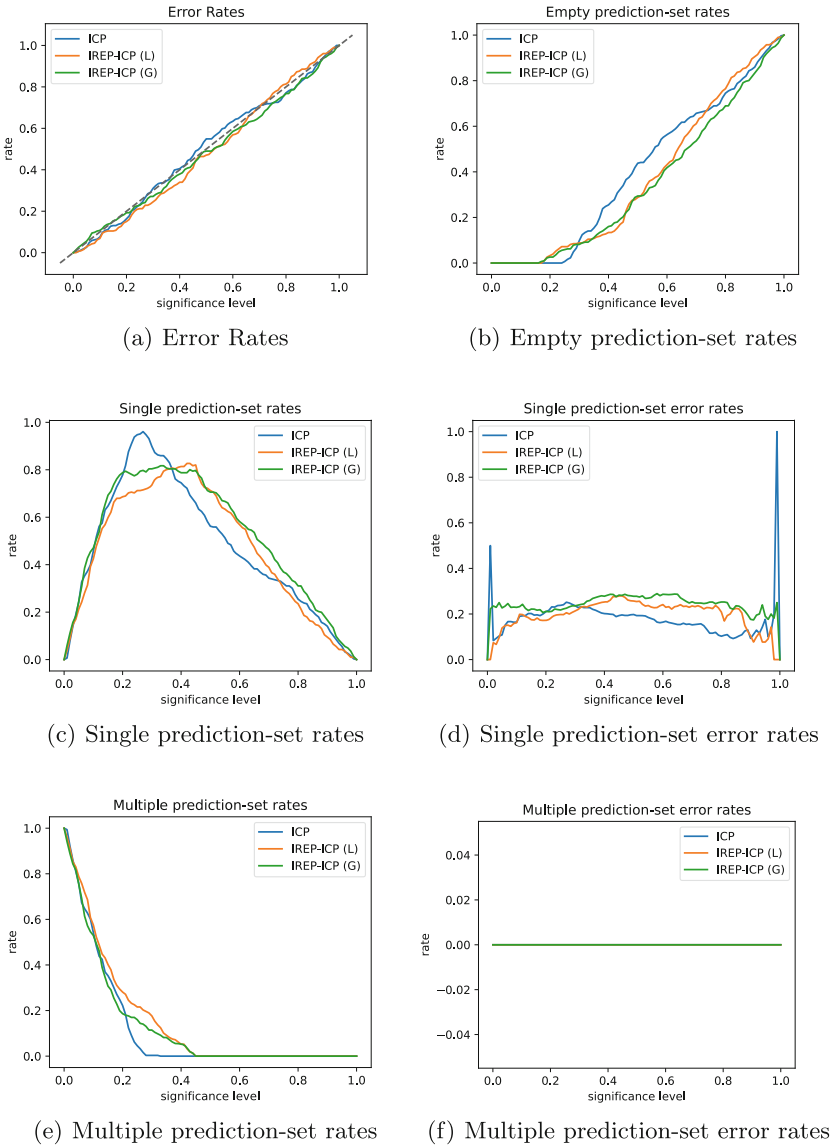 Error Rates
ICP
IREP-ICP (L)
IREP-ICP (G)
1.0
0.8
0.6
0.4
0.2
0.0
rate
0.0 0.2 0.4 0.6 0.8 1.0
significance level
(a) Error Rates
Empty prediction-set rates
ICP
IREP-ICP (L)
IREP-ICP (G)
1.0
0.8
0.6
0.4
0.2
0.0
rate
0.0 0.2 0.4 0.6 0.8 1.0
significance level
(b) Empty prediction-set rates
Single prediction-set rates
ICP
IREP-ICP (L)
IREP-ICP (G)
1.0
0.8
0.6
0.4
0.2
0.0
rate
0.0 0.2 0.4 0.6 0.8 1.0
significance level
(c) Single prediction-set rates
Single prediction-set error rates
ICP
IREP-ICP (L)
IREP-ICP (G)
1.0
0.8
0.6
0.4
0.2
0.0
rate
0.0 0.2 0.4 0.6 0.8 1.0
significance level
(d) Single prediction-set error rates
Multiple prediction-set rates
ICP
IREP-ICP (L)
IREP-ICP (G)
1.0
0.8
0.6
0.4
0.2
0.0
rate
0.0 0.2 0.4 0.6 0.8 1.0
significance level
(e) Multiple prediction-set rates
Multiple prediction-set error rates
ICP
IREP-ICP (L)
IREP-ICP (G)
0.04
0.02
0.00
−0.02
−0.04
rate
0.0 0.2 0.4 0.6 0.8 1.0
significance level
(f) Multiple prediction-set error rates